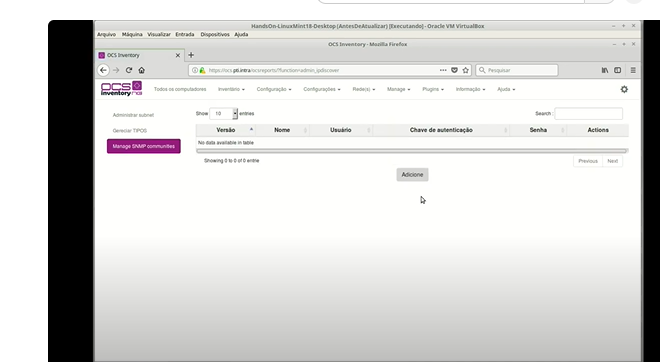 HandsOn-LinuxMint18-Desktop (AntesDeAtualizar) [Executando] - Oracle VM VirtualBox
Arquivo Máquina Visualizar Entrada Dispositivos Ajuda
OCS Inventory - Mozilla Firefox
OCS Inventory
https://ocs.pti.intra/ocsreports/?function=admin_ipdiscover
Pesquisar
OCS inventory
Todos os computadores Inventário Configuração Configurações Rede(s) Manage Plugins Informação Ajuda
Administrar subnet
Gerenciar TIPOS
Manage SNMP communities
Show 10 entries
Search :
Versão Nome Usuário Chave de autenticação Senha Actions
No data available in table
Showing 0 to 0 of 0 entrie
Previous Next
Adicione